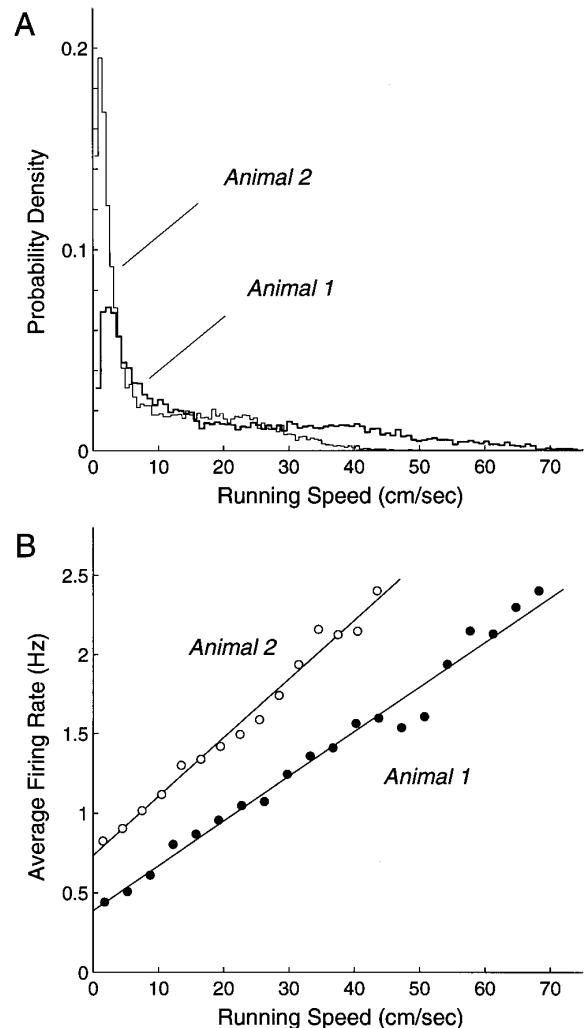 A
0.2
0.1
0
Probability Density
Animal 2
Animal 1
0 10 20 30 40 50 60 70
Running Speed (cm/sec)
B
2.5
2
1.5
1
0.5
0
Average Firing Rate (Hz)
Animal 2
Animal 1
0 10 20 30 40 50 60 70
Running Speed (cm/sec)